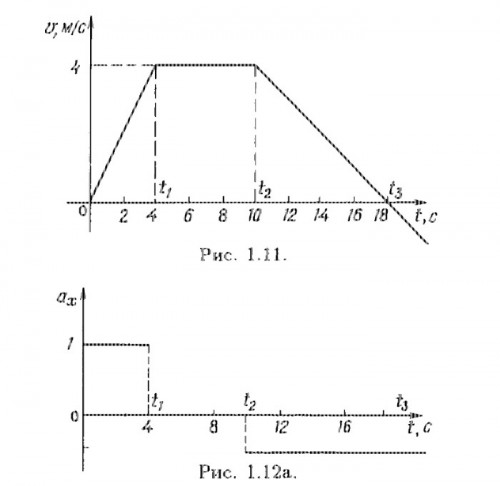 v, м/с
4
t₁ t₂ t₃
0 2 4 6 8 10 12 14 16 18 t, с
Рис. 1.11.
aₓ
1
t₁ t₂ t₃
0
4 8 12 16 t, с
Рис. 1.12а.